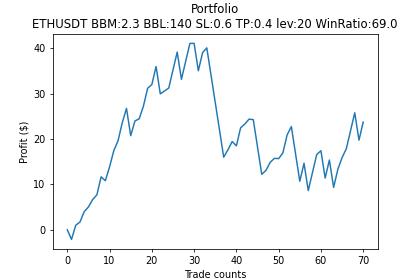 Portfolio
ETHUSDT BBM:2.3 BBL:140 SL:0.6 TP:0.4 lev:20 WinRatio:69.0
40
30
20
10
0
Profit ($)
0 10 20 30 40 50 60 70
Trade counts